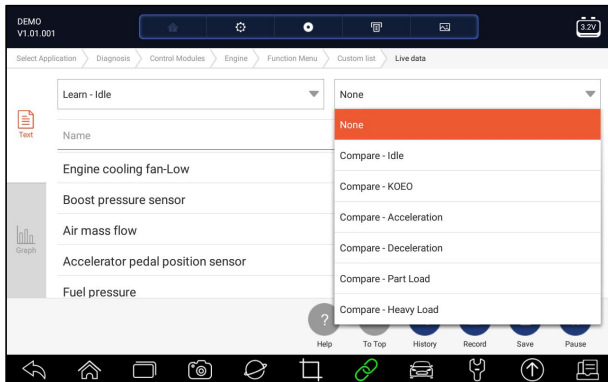 DEMO
V1.01.001
3.2V
Select Application Diagnosis Control Modules Engine Function Menu Custom list Live data
Learn - Idle
None
Text
Name
Engine cooling fan-Low
Boost pressure sensor
Air mass flow
Accelerator pedal position sensor
Fuel pressure
Graph
None
Compare - Idle
Compare - KOEO
Compare - Acceleration
Compare - Deceleration
Compare - Part Load
Compare - Heavy Load
?
Help To Top History Record Save Pause